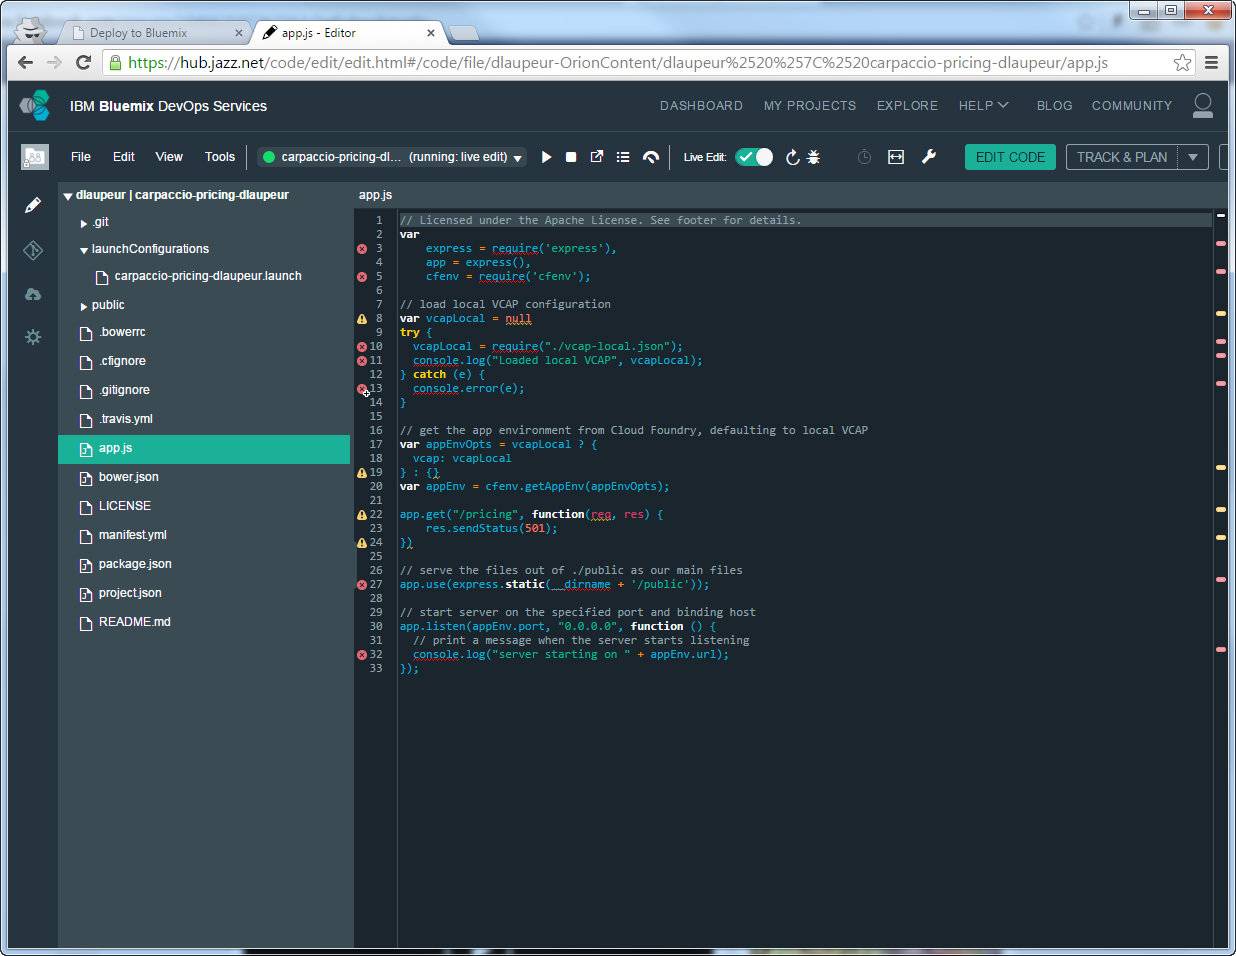 Deploy to Bluemix
app.js - Editor
https://hub.jazz.net/code/edit/edit.html#/code/file/dlaupeur-OrionContent/dlaupeur%2520%257C%2520carpaccio-pricing-dlaupeur/app.js
IBM Bluemix DevOps Services
DASHBOARD MY PROJECTS EXPLORE HELP BLOG COMMUNITY
File Edit View Tools carpaccio-pricing-dl... (running: live edit) Live Edit: EDIT CODE TRACK & PLAN
dlaupeur | carpaccio-pricing-dlaupeur
.git
launchConfigurations
carpaccio-pricing-dlaupeur.launch
public
.bowerrc
.cfignore
.gitignore
.travis.yml
app.js
bower.json
LICENSE
manifest.yml
package.json
project.json
README.md
app.js
1 // Licensed under the Apache License. See footer for details.
2 var
3     express = require('express'),
4     app = express(),
5     cfenv = require('cfenv');
6
7 // load local VCAP configuration
8 var vcapLocal = null
9 try {
10   vcapLocal = require("./vcap-local.json");
11   console.log("Loaded local VCAP", vcapLocal);
12 } catch (e) {
13   console.error(e);
14 }
15
16 // get the app environment from Cloud Foundry, defaulting to local VCAP
17 var appEnvOpts = vcapLocal ? {
18   vcap: vcapLocal
19 } : {}
20 var appEnv = cfenv.getAppEnv(appEnvOpts);
21
22 app.get("/pricing", function(req, res) {
23     res.sendStatus(501);
24 })
25
26 // serve the files out of ./public as our main files
27 app.use(express.static(__dirname + '/public'));
28
29 // start server on the specified port and binding host
30 app.listen(appEnv.port, "0.0.0.0", function () {
31   // print a message when the server starts listening
32   console.log("server starting on " + appEnv.url);
33 });